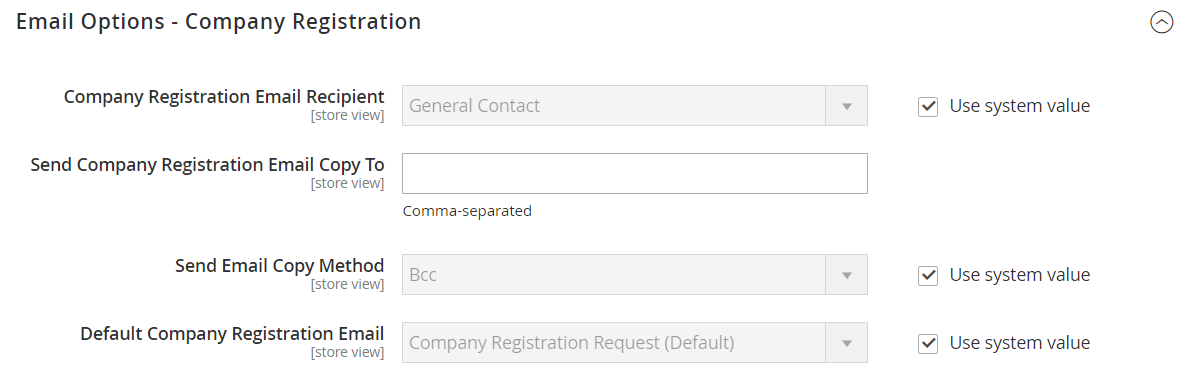 Email Options - Company Registration
Company Registration Email Recipient
[store view]
General Contact
Use system value
Send Company Registration Email Copy To
[store view]
Comma-separated
Send Email Copy Method
[store view]
Bcc
Use system value
Default Company Registration Email
[store view]
Company Registration Request (Default)
Use system value